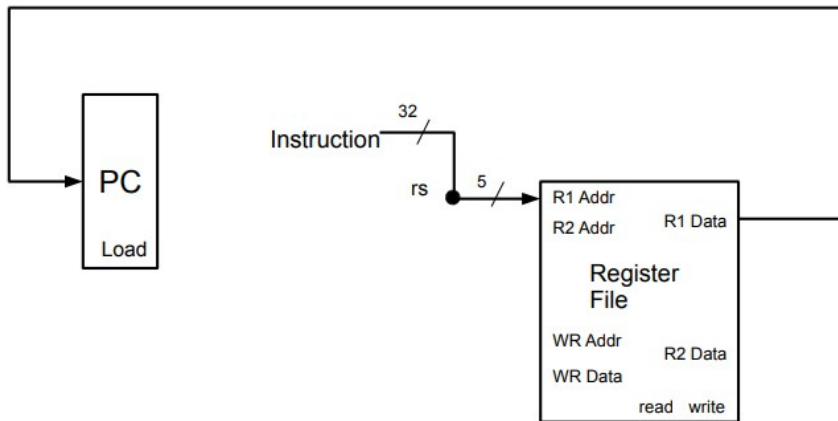 32
Instruction
rs
5
PC
Load
R1 Addr
R2 Addr
R1 Data
Register
File
WR Addr
WR Data
R2 Data
read write